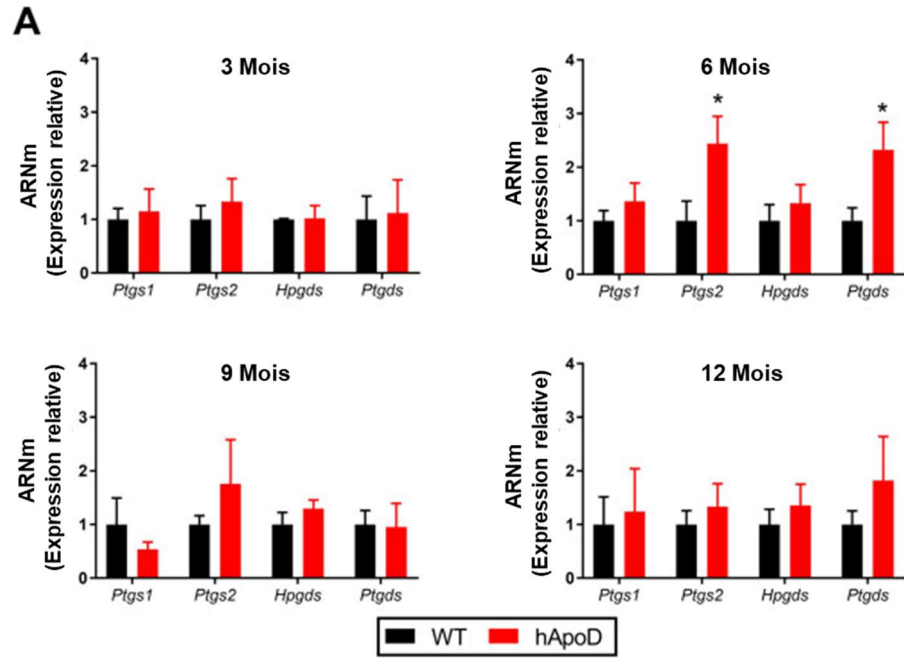 A
3 Mois
ARNm
(Expression relative)
4
3
2
1
0
Ptgs1 Ptgs2 Hpgds Ptgds
6 Mois
ARNm
(Expression relative)
4
3
2
1
0
*
*
Ptgs1 Ptgs2 Hpgds Ptgds
9 Mois
ARNm
(Expression relative)
4
3
2
1
0
Ptgs1 Ptgs2 Hpgds Ptgds
12 Mois
ARNm
(Expression relative)
4
3
2
1
0
Ptgs1 Ptgs2 Hpgds Ptgds
WT hApoD